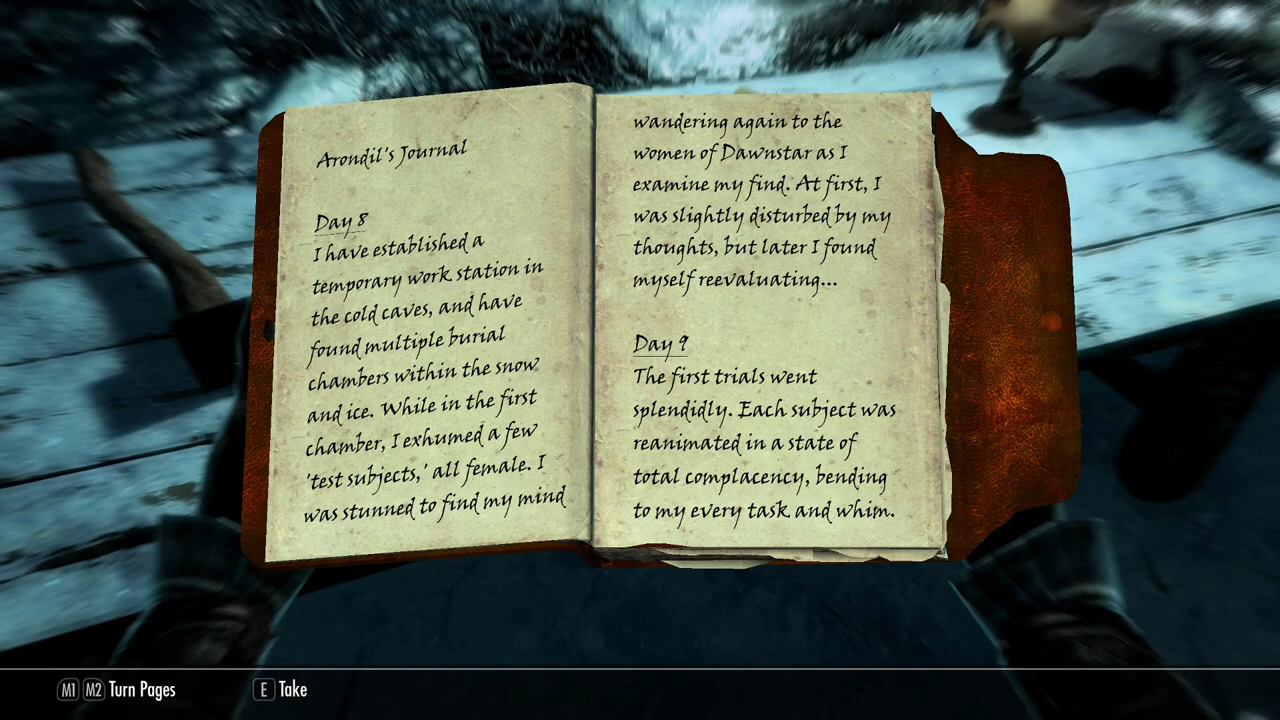 Arondil's Journal
Day 8
I have established a
temporary work station in
the cold caves, and have
found multiple burial
chambers within the snow
and ice. While in the first
chamber, I exhumed a few
'test subjects,' all female. I
was stunned to find my mind
wandering again to the
women of Dawnstar as I
examine my find. At first, I
was slightly disturbed by my
thoughts, but later I found
myself reevaluating...
Day 9
The first trials went
splendidly. Each subject was
reanimated in a state of
total complacency, bending
to my every task and whim.
M1 M2 Turn Pages
E Take